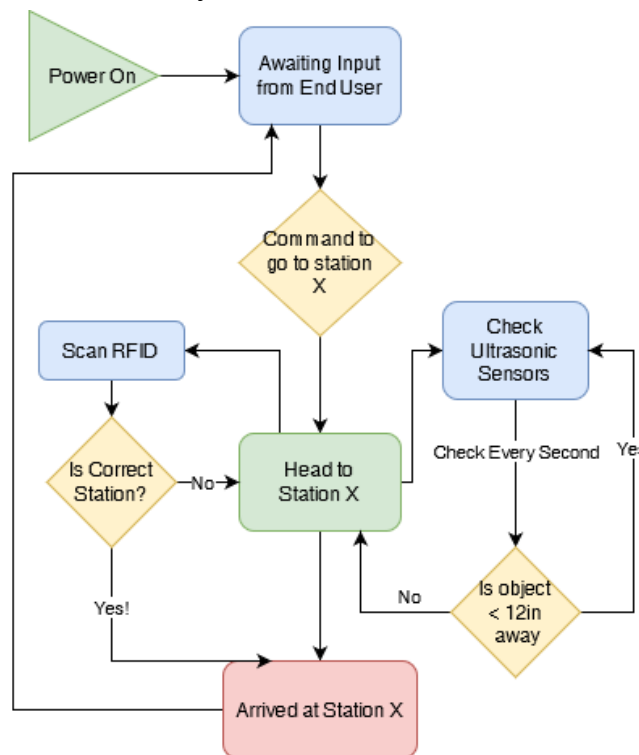 Power On
Awaiting Input
from End User
Command to
go to station
X
Scan RFID
Check
Ultrasonic
Sensors
Is Correct
Station?
No
Head to
Station X
Check Every Second
Yes
Yes!
No
Is object
< 12in
away
Arrived at Station X